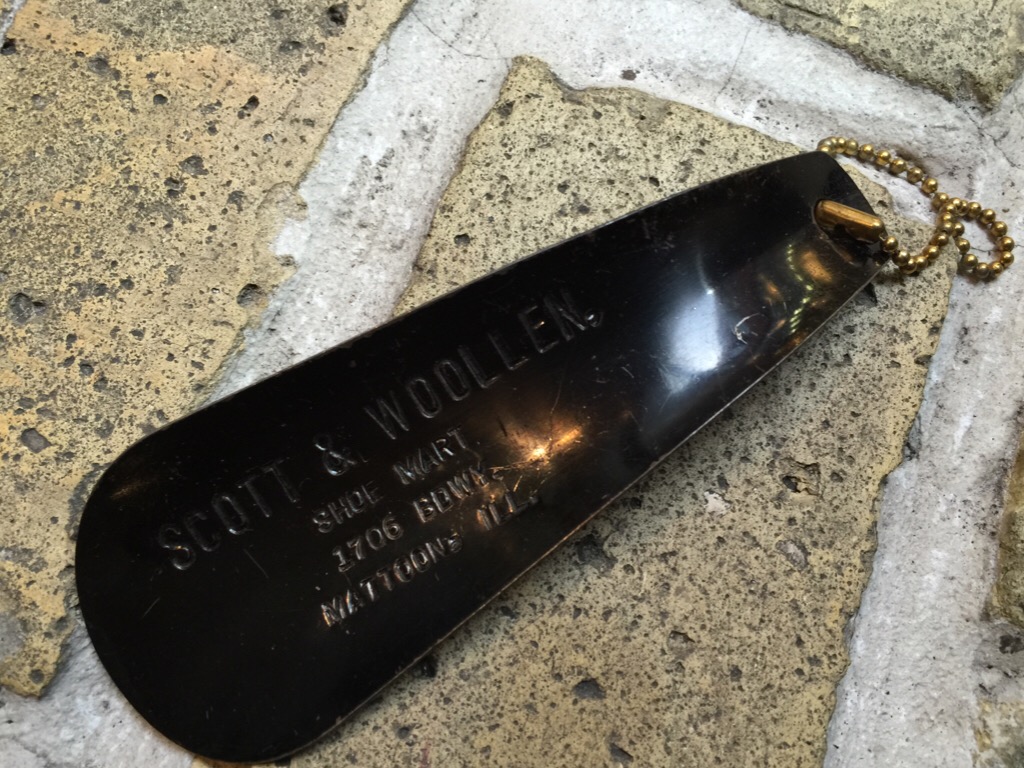 SCOTT & WOOLLEN,
SHOE MART
1706 BDWY.
MATTOON, ILL.